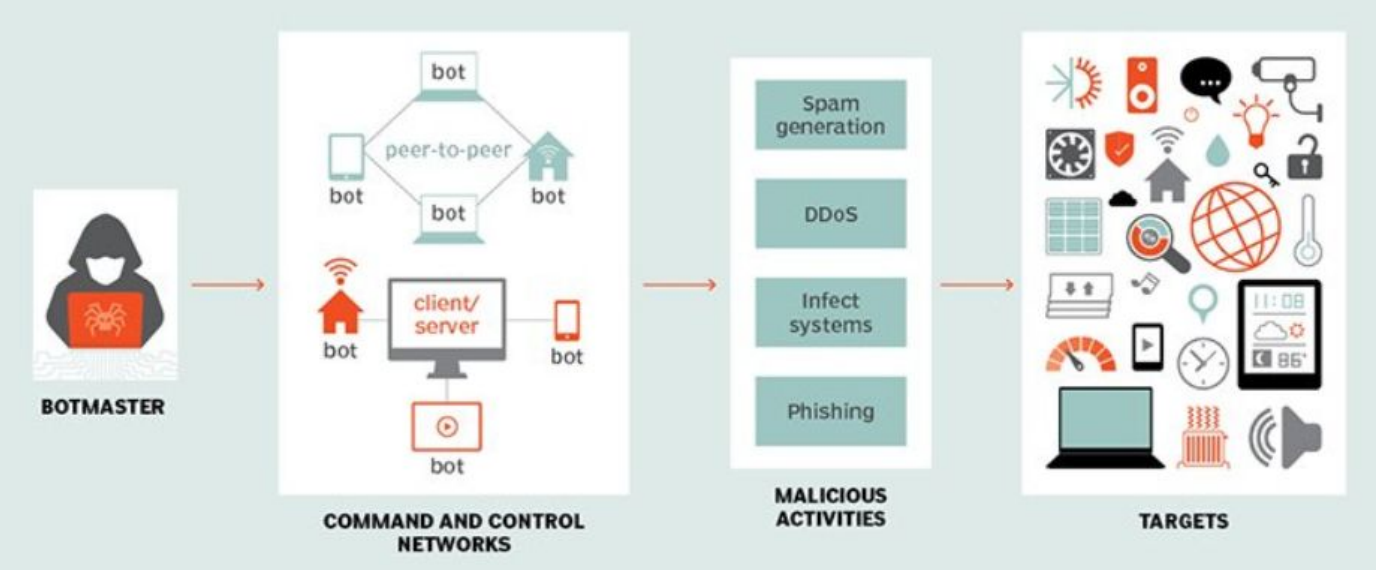 BOTMASTER
bot
peer-to-peer
bot
bot
bot
client/
server
bot
bot
bot
COMMAND AND CONTROL
NETWORKS
Spam
generation
DDoS
Infect
systems
Phishing
MALICIOUS
ACTIVITIES
11:08
86°
TARGETS